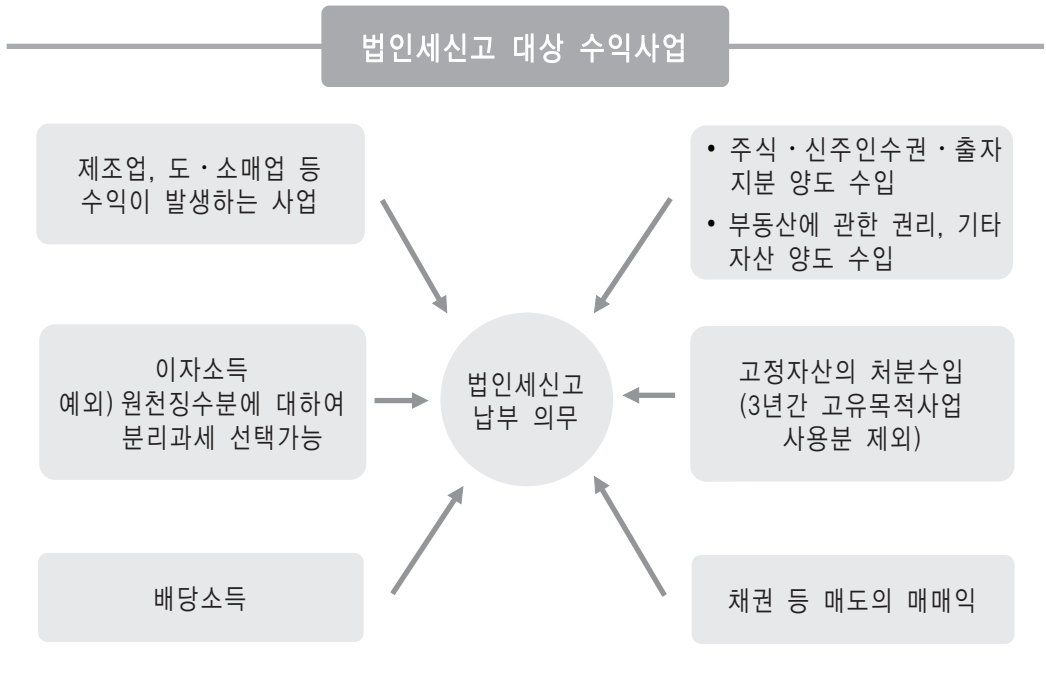 법인세신고 대상 수익사업
제조업, 도·소매업 등
수익이 발생하는 사업
• 주식·신주인수권·출자
지분 양도 수입
• 부동산에 관한 권리, 기타
자산 양도 수입
이자소득
예외) 원천징수분에 대하여
분리과세 선택가능
법인세신고
납부 의무
고정자산의 처분수입
(3년간 고유목적사업
사용분 제외)
배당소득
채권 등 매도의 매매익